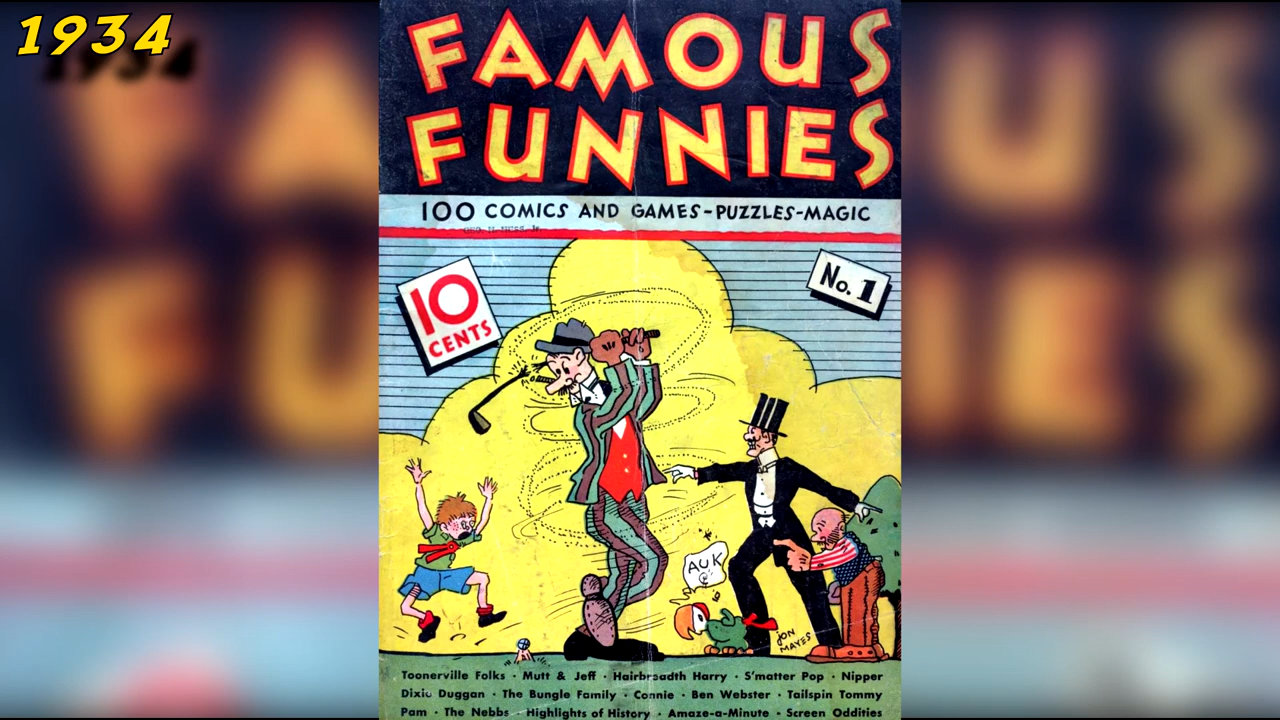 1934
FAMOUS
FUNNIES
100 COMICS AND GAMES-PUZZLES-MAGIC
10
CENTS
No. 1
AUK
JON
MAYES
Toonerville Folks · Mutt & Jeff · Hairbreadth Harry · S'matter Pop · Nipper
Dixie Duggan · The Bungle Family · Connie · Ben Webster · Tailspin Tommy
Pam · The Nebbs · Highlights of History · Amaze-a-Minute · Screen Oddities